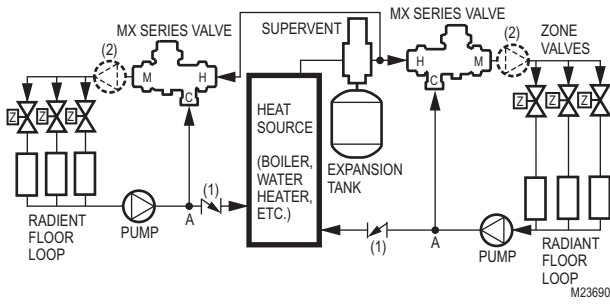 MX SERIES VALVE
SUPERVENT
MX SERIES VALVE
(2)
(2)
ZONE
VALVES
M
H
C
H
M
C
Z
Z
Z
Z
Z
Z
HEAT
SOURCE
(BOILER,
WATER
HEATER,
ETC.)
EXPANSION
TANK
(1)
A
PUMP
RADIENT
FLOOR
LOOP
(1)
A
PUMP
RADIANT
FLOOR
LOOP
M23690